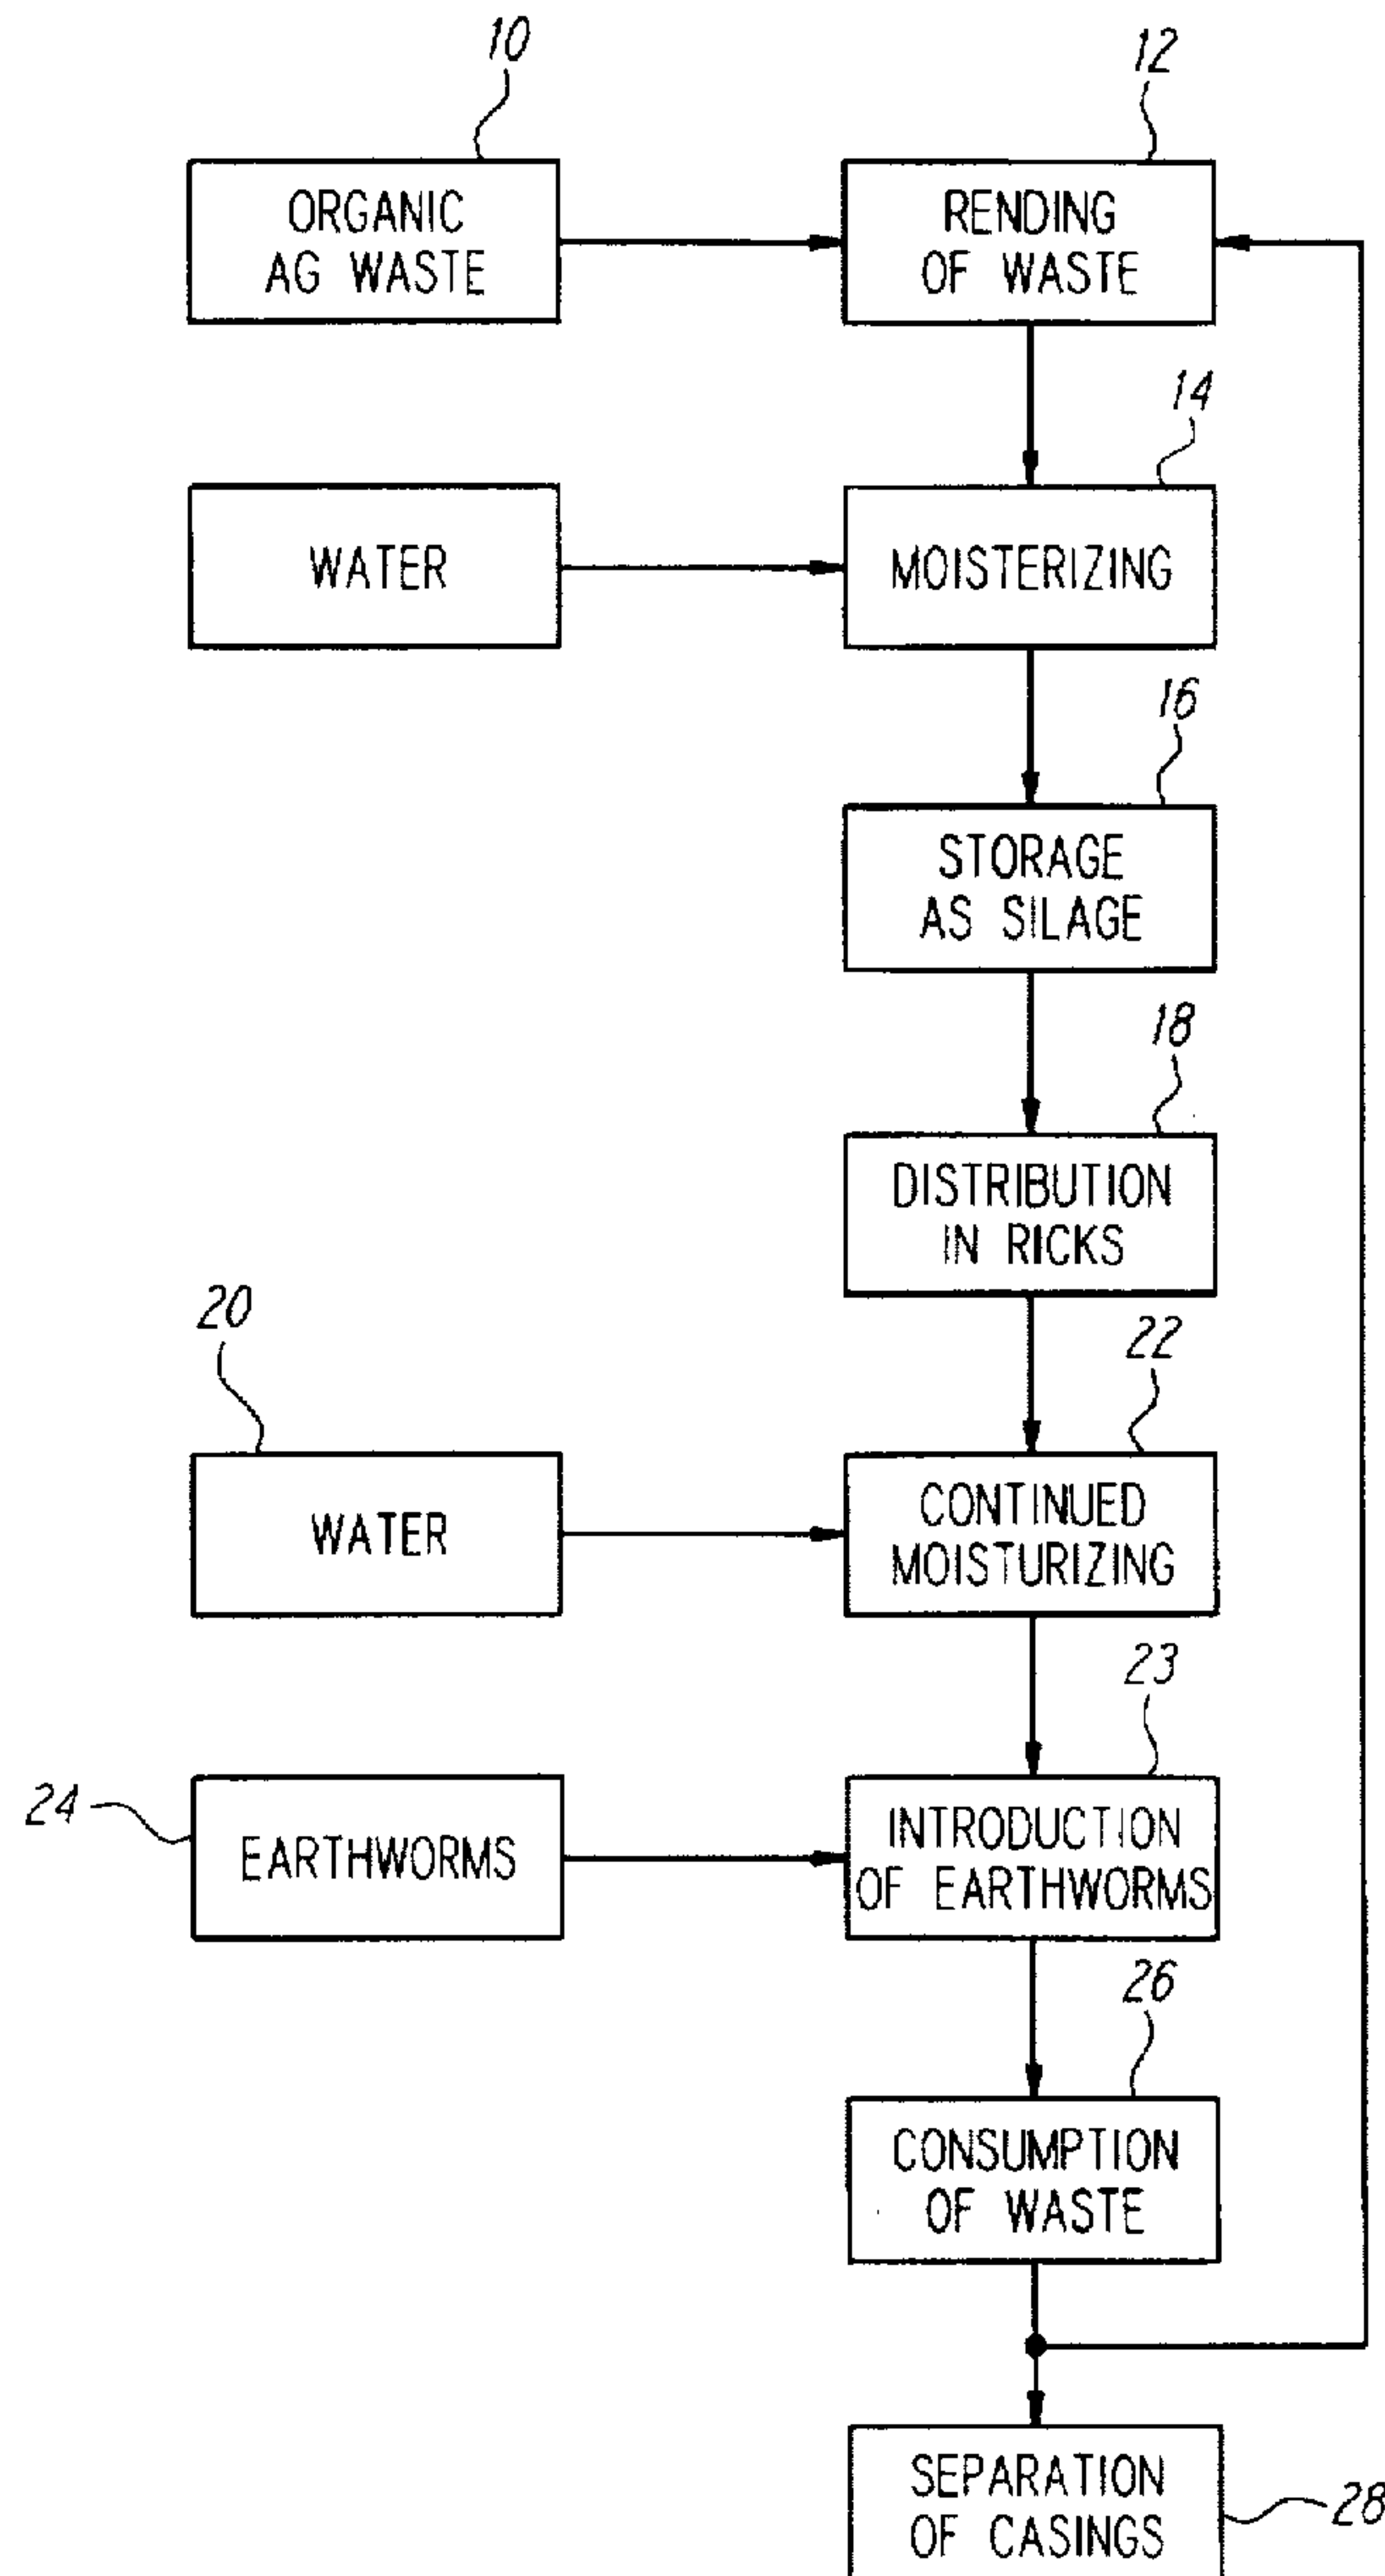 10
12
ORGANIC
AG WASTE
RENDING
OF WASTE
14
WATER
MOISTERIZING
16
STORAGE
AS SILAGE
18
DISTRIBUTION
IN RICKS
20
22
WATER
CONTINUED
MOISTURIZING
23
24
EARTHWORMS
INTRODUCTION
OF EARTHWORMS
26
CONSUMPTION
OF WASTE
SEPARATION
OF CASINGS
28